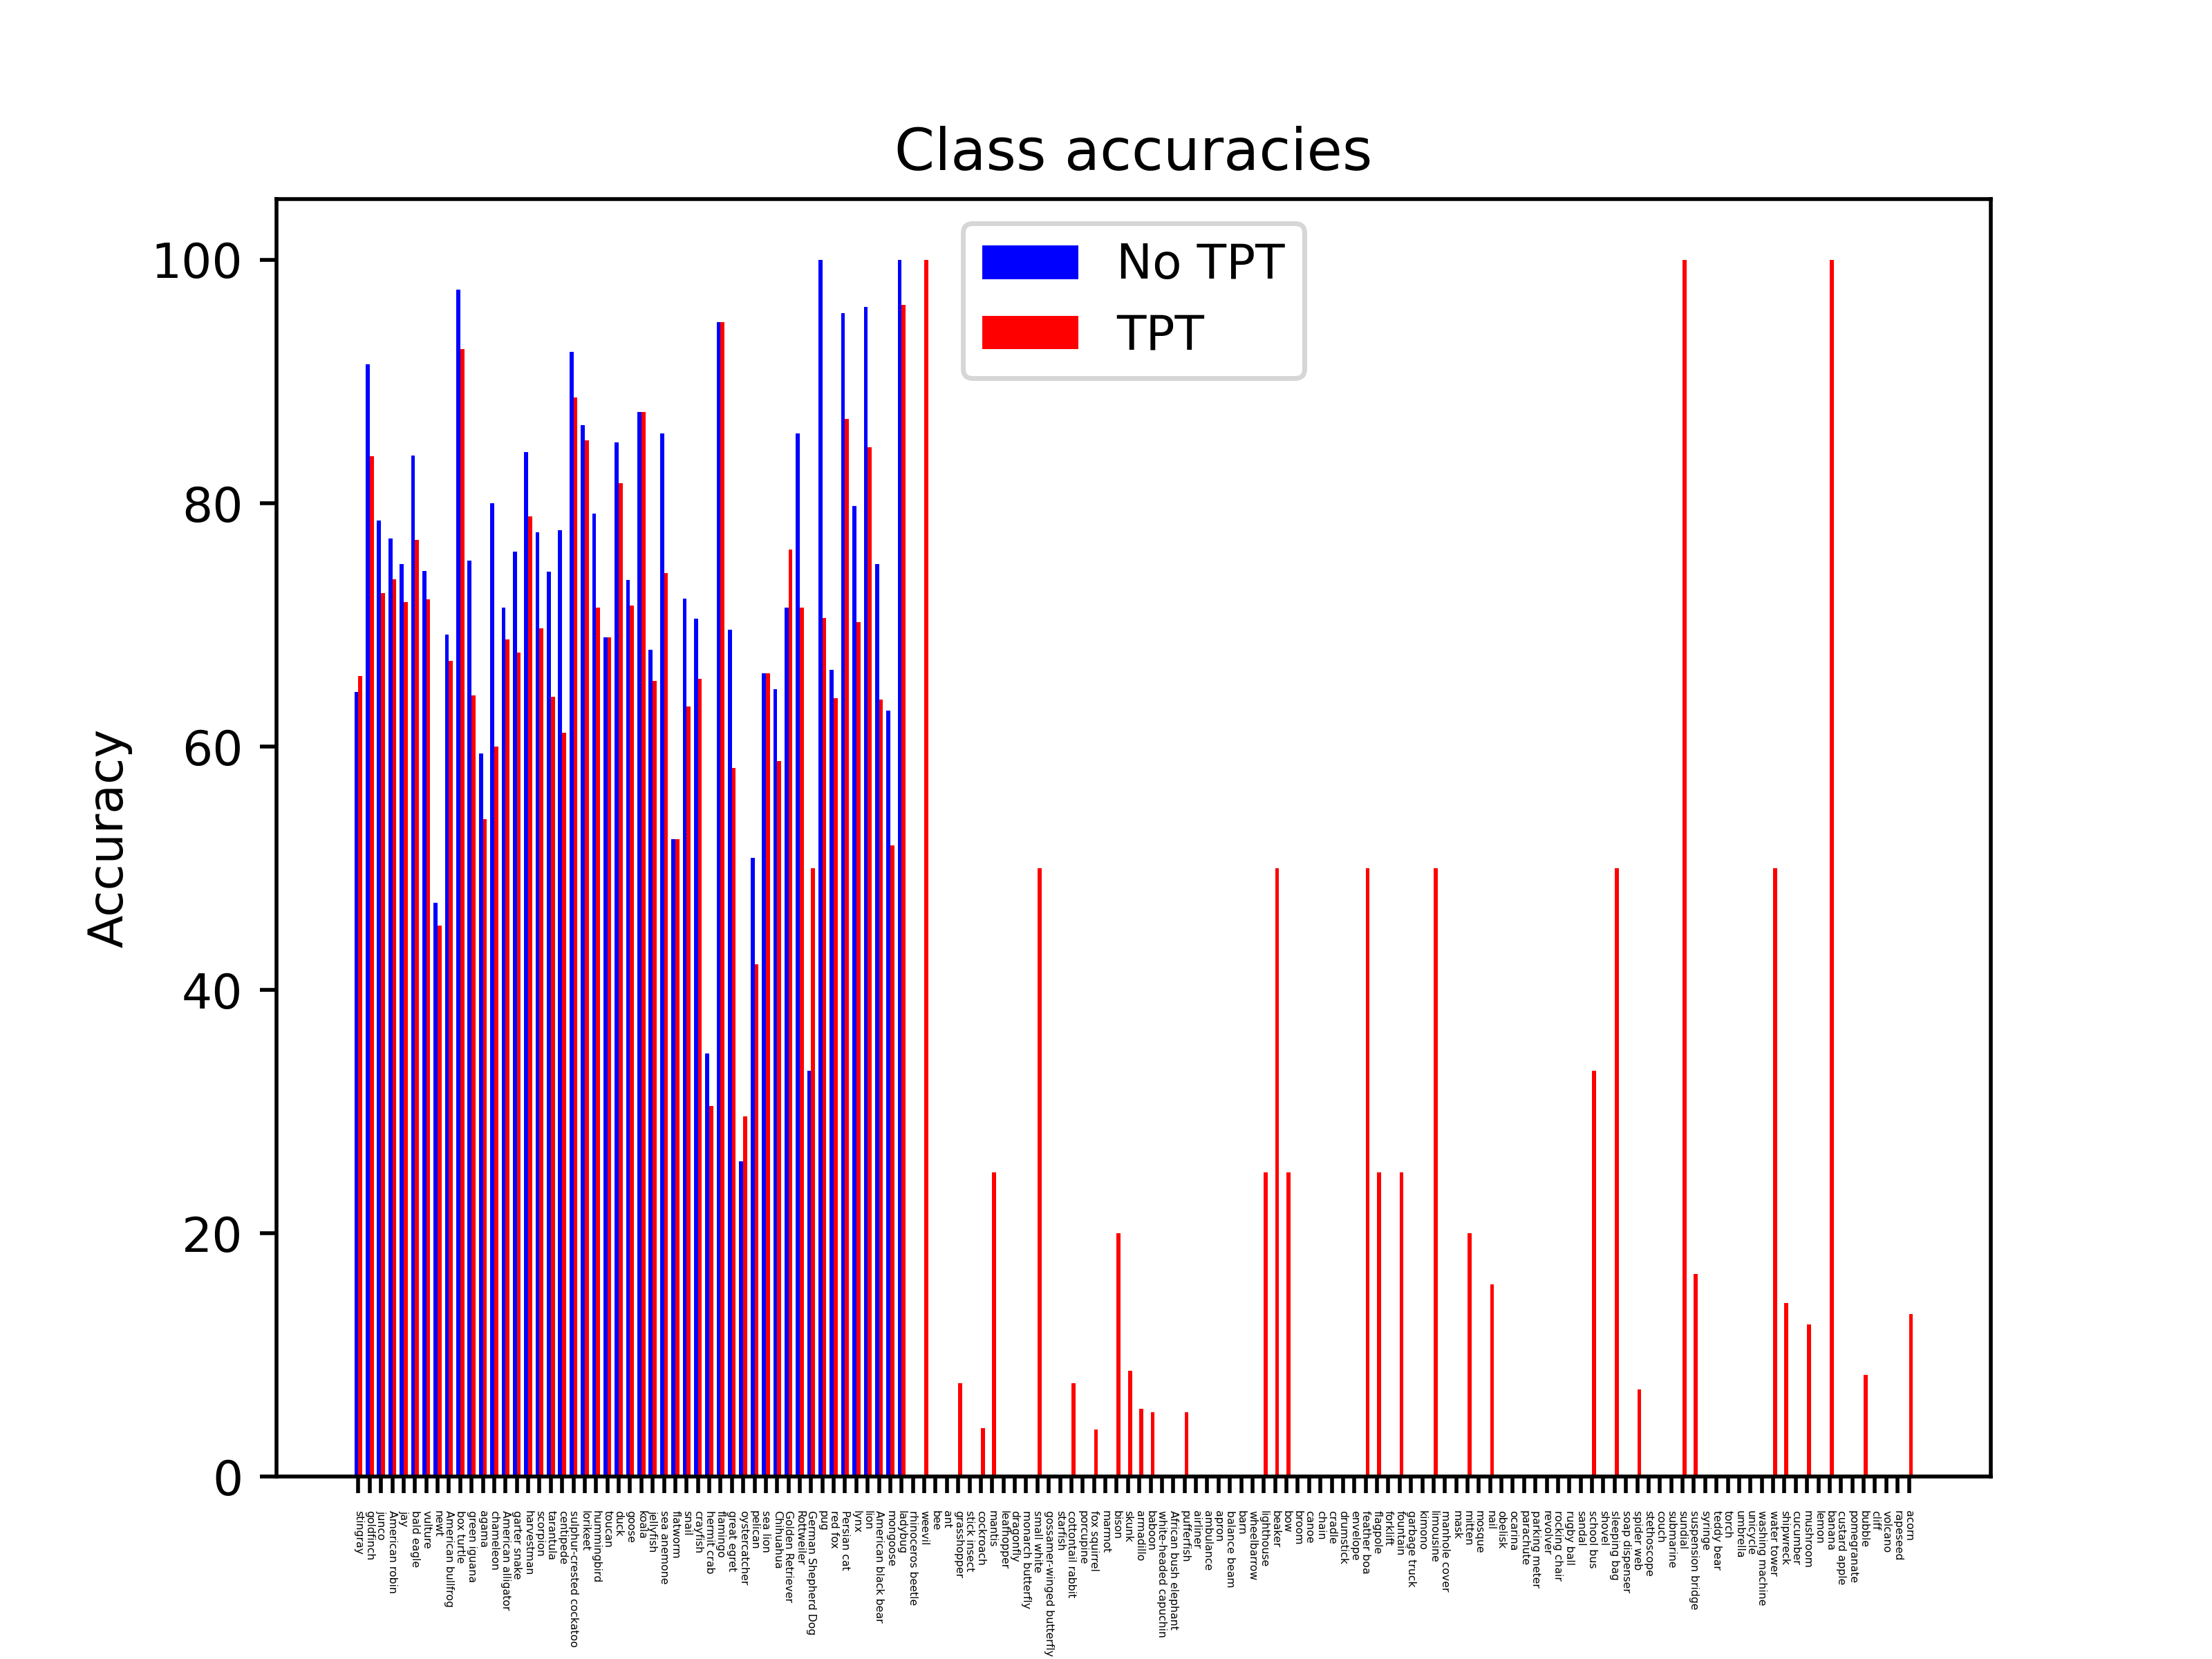 Class accuracies
No TPT
TPT
Accuracy
100
80
60
40
20
0
stingray
goldfinch
junco
American robin
jay
bald eagle
vulture
newt
American bullfrog
box turtle
green iguana
agama
chameleon
American alligator
garter snake
harvestman
scorpion
tarantula
centipede
sulphur-crested cockatoo
lorikeet
hummingbird
toucan
duck
goose
koala
jellyfish
sea anemone
flatworm
snail
crayfish
hermit crab
flamingo
great egret
oystercatcher
pelican
sea lion
Chihuahua
Golden Retriever
Rottweiler
German Shepherd Dog
pug
red fox
Persian cat
lynx
lion
American black bear
mongoose
ladybug
rhinoceros beetle
weevil
bee
ant
grasshopper
stick insect
cockroach
mantis
leafhopper
dragonfly
monarch butterfly
small white
gossamer-winged butterfly
starfish
cottontail rabbit
porcupine
fox squirrel
marmot
bison
skunk
armadillo
baboon
white-headed capuchin
African bush elephant
pufferfish
airliner
ambulance
apron
balance beam
barn
wheelbarrow
lighthouse
beaker
bow
broom
canoe
chain
cradle
drumstick
envelope
feather boa
flagpole
forklift
fountain
garbage truck
kimono
limousine
manhole cover
mask
mitten
mosque
nail
obelisk
ocarina
parachute
parking meter
revolver
rocking chair
rugby ball
sandal
school bus
shovel
sleeping bag
soap dispenser
spider web
stethoscope
couch
submarine
sundial
suspension bridge
syringe
teddy bear
torch
umbrella
unicycle
washing machine
water tower
shipwreck
cucumber
mushroom
lemon
banana
custard apple
pomegranate
bubble
cliff
volcano
rapeseed
acorn